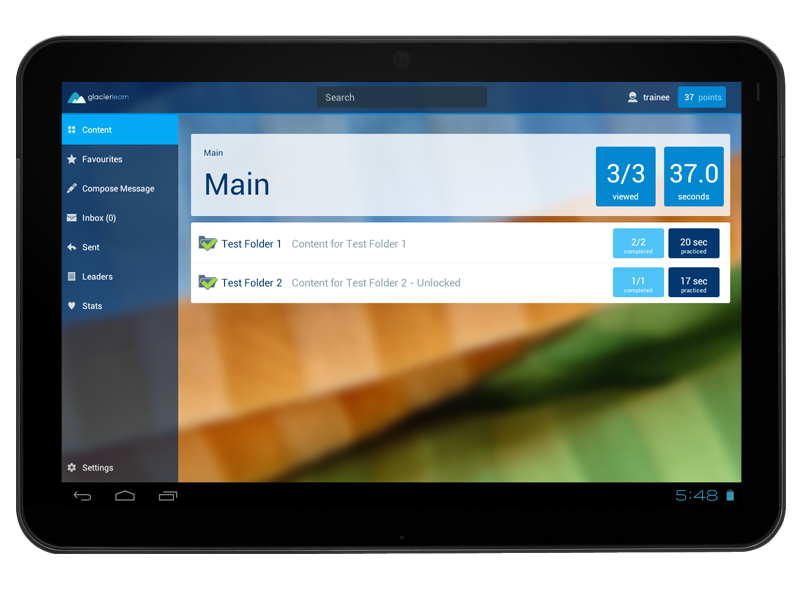 glacierlearn
Search
trainee
37 points
Content
Favourites
Compose Message
Inbox (0)
Sent
Leaders
Stats
Settings
Main
Main
3/3
viewed
37.0
seconds
Test Folder 1 Content for Test Folder 1
2/2
completed
20 sec
practiced
Test Folder 2 Content for Test Folder 2 - Unlocked
1/1
completed
17 sec
practiced
5:48